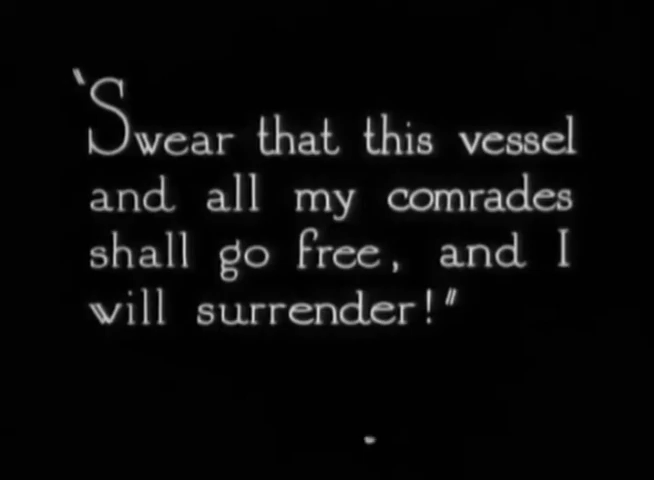 "Swear that this vessel
and all my comrades
shall go free, and I
will surrender!"